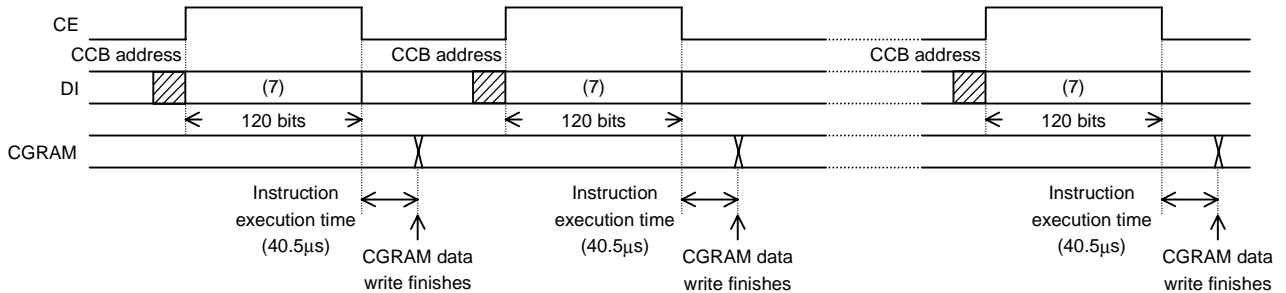 CE
CCB address CCB address CCB address
DI (7) (7) (7)
120 bits 120 bits 120 bits
CGRAM
Instruction Instruction Instruction
execution time execution time execution time
(40.5μs) (40.5μs) (40.5μs)
CGRAM data CGRAM data CGRAM data
write finishes write finishes write finishes